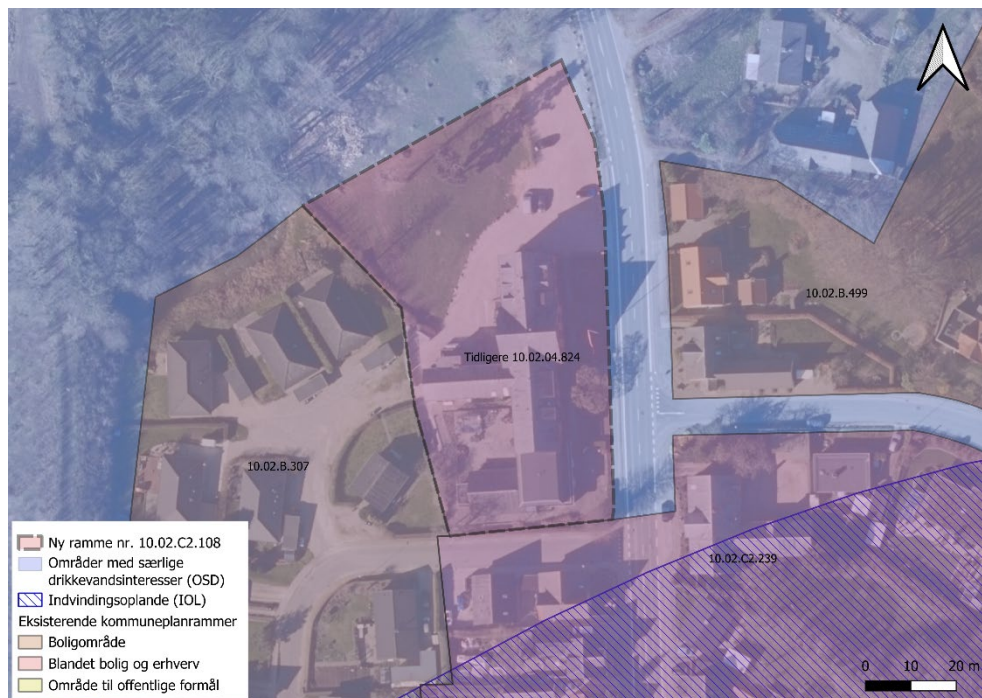 10.02.B.499
Tidligere 10.02.04.824
10.02.B.307
10.02.C2.239
Ny ramme nr. 10.02.C2.108
Områder med særlige
drikkevandsinteresser (OSD)
Indvindingsoplande (IOL)
Eksisterende kommuneplanrammer
Boligområde
Blandet bolig og erhverv
Område til offentlige formål
0 10 20 m